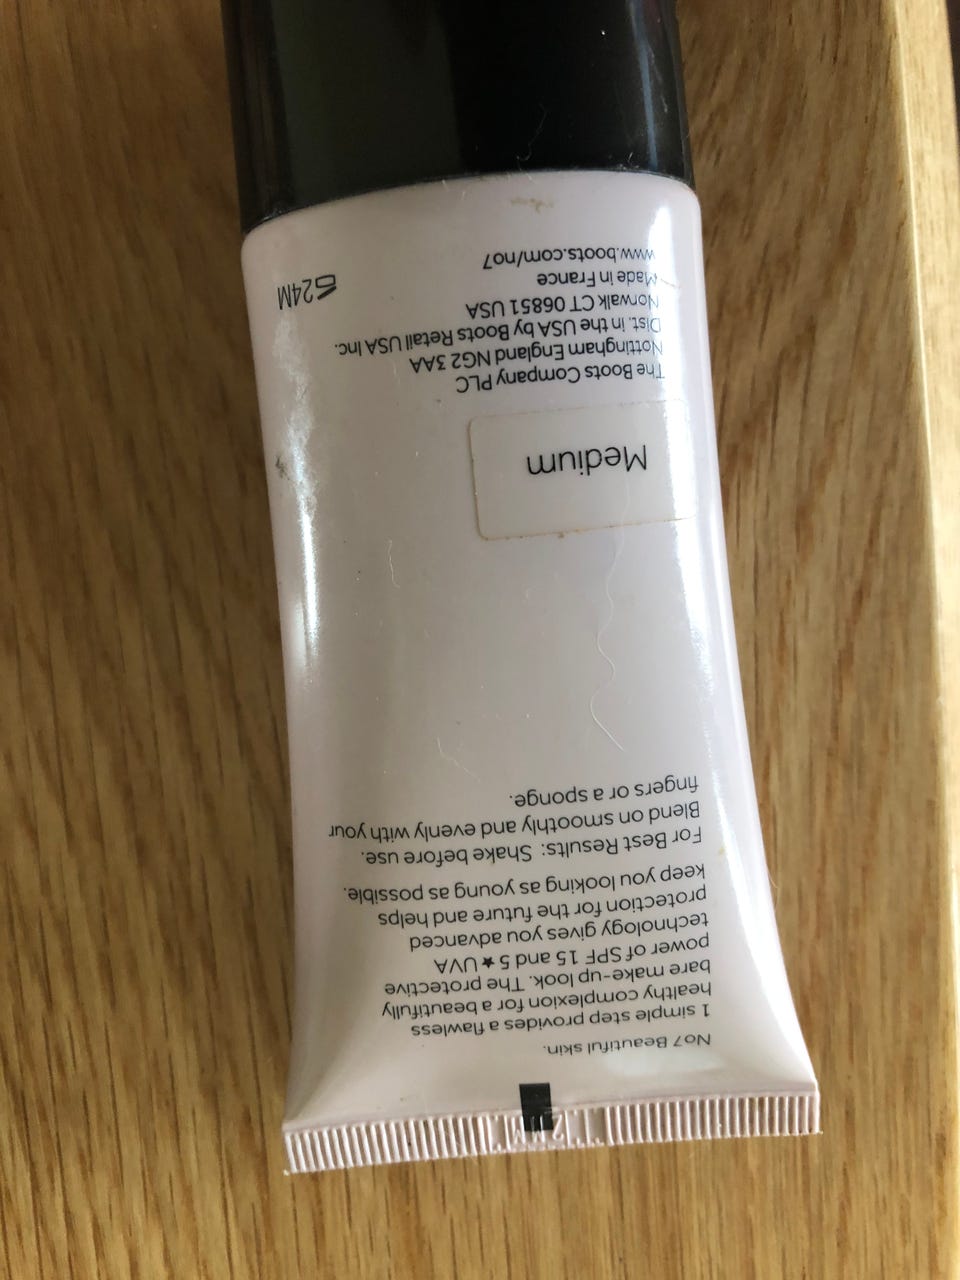 No7 Beautiful skin.
1 simple step provides a flawless
healthy complexion for a beautifully
bare make-up look. The protective
power of SPF 15 and 5★UVA
technology gives you advanced
protection for the future and helps
keep you looking as young as possible.
For Best Results: Shake before use.
Blend on smoothly and evenly with your
fingers or a sponge.
Medium
The Boots Company PLC
Nottingham England NG2 3AA
Dist. in the USA by Boots Retail USA Inc.
Norwalk CT 06851 USA
Made in France
www.boots.com/no7
24M